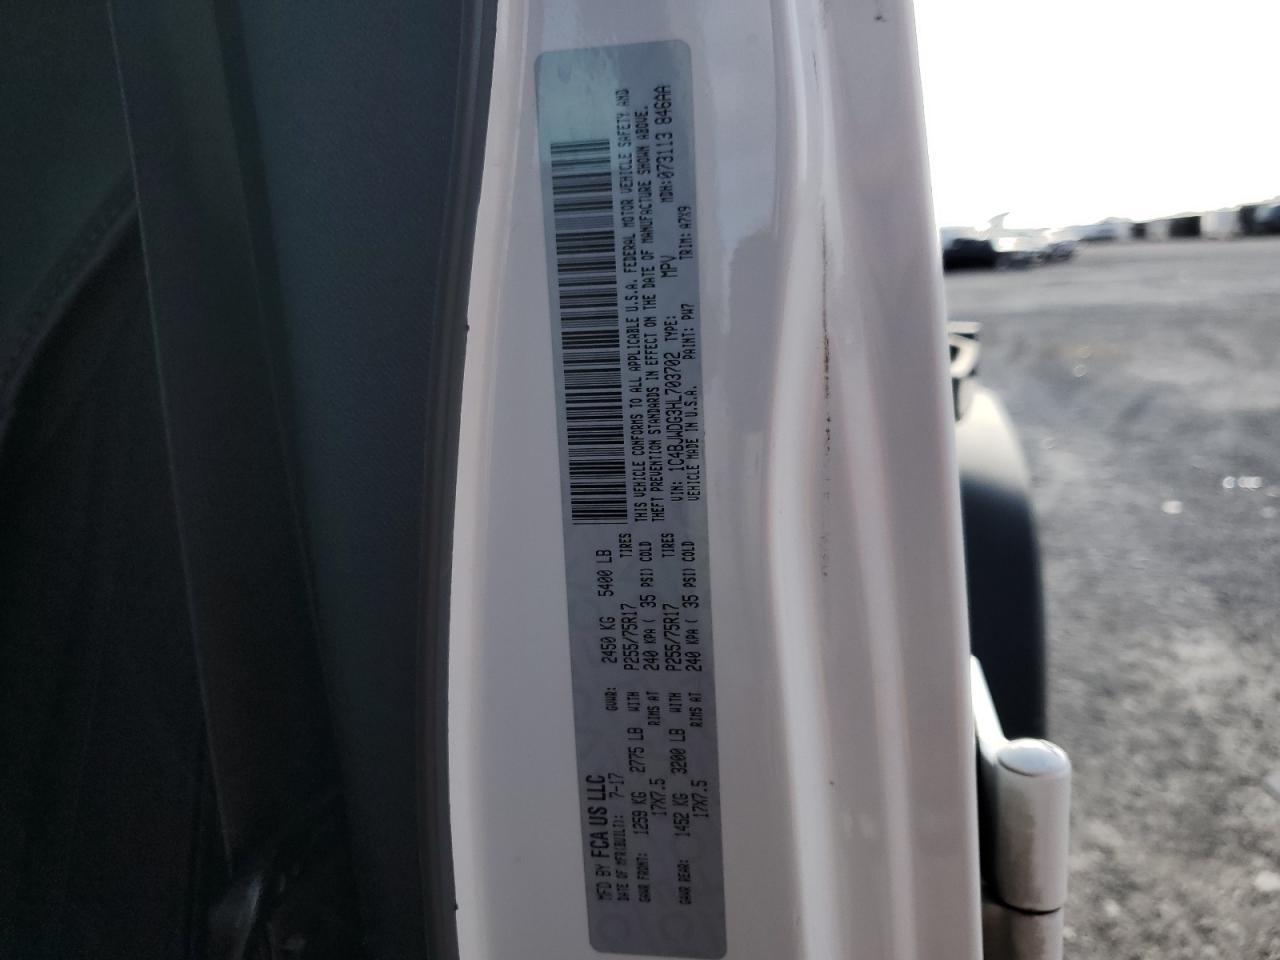 MFD BY FCA US LLC
DATE OF MFR(BUILT): 7-17 GVWR: 2450 KG 5400 LB
GAWR FRONT: 1259 KG 2775 LB WITH P255/75R17 TIRES
17X7.5 RIMS AT 240 KPA ( 35 PSI) COLD
GAWR REAR: 1452 KG 3200 LB WITH P255/75R17 TIRES
17X7.5 RIMS AT 240 KPA ( 35 PSI) COLD
THIS VEHICLE CONFORMS TO ALL APPLICABLE U.S.A. FEDERAL MOTOR VEHICLE SAFETY AND
THEFT PREVENTION STANDARDS IN EFFECT ON THE DATE OF MANUFACTURE SHOWN ABOVE.
VIN: 1C4BJWDG3HL703702 TYPE: MPV MDH:073113 846AA
VEHICLE MADE IN U.S.A. PAINT: PW7 TRIM: A7X9